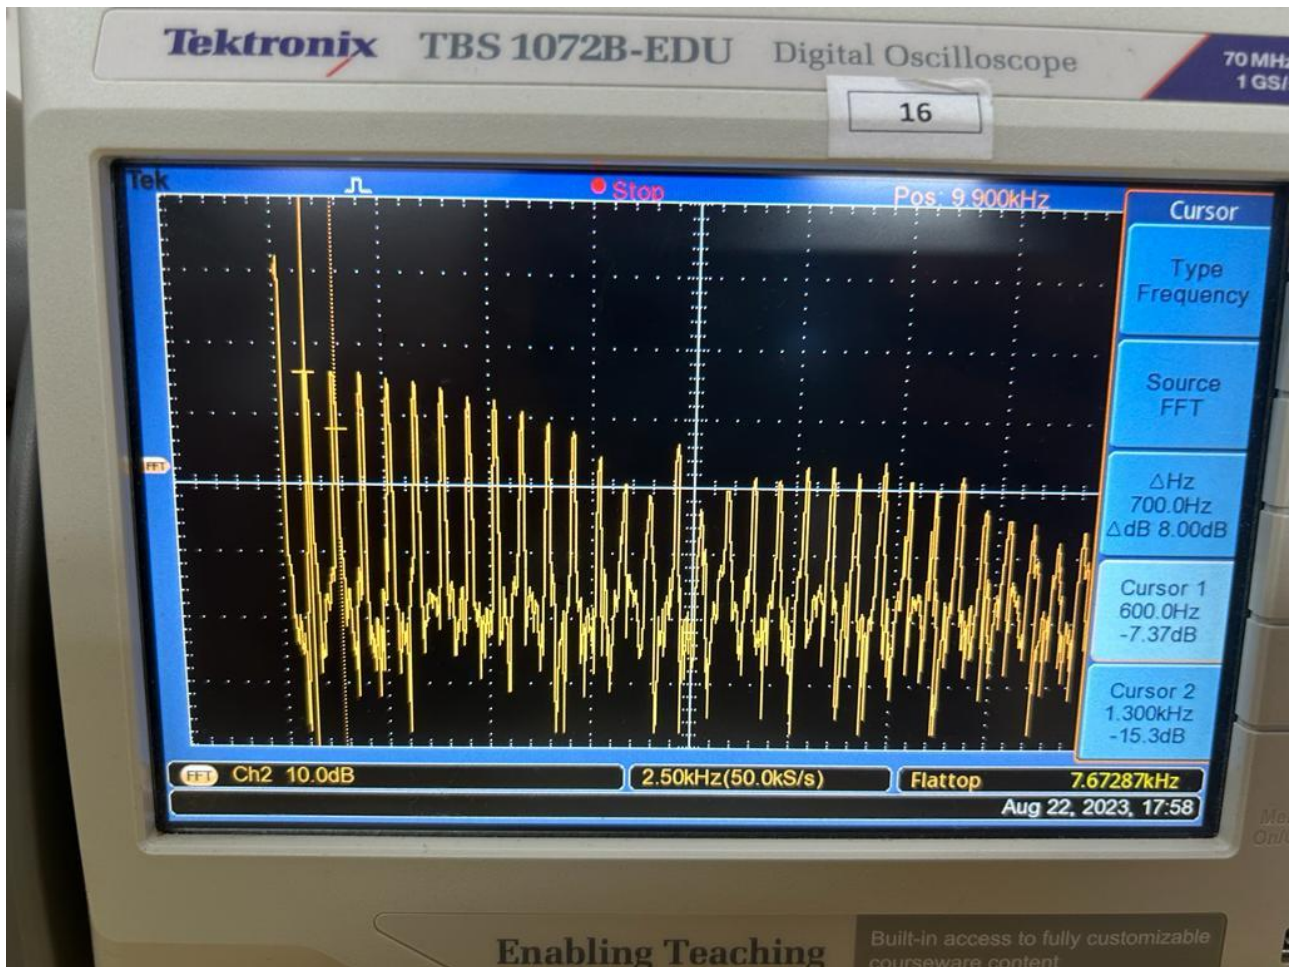 Tektronix TBS 1072B-EDU Digital Oscilloscope
70 MHz
1 GS/
16
Tek
Stop
Pos: 9.900kHz
Cursor
Type
Frequency
Source
FFT
ΔHz
700.0Hz
ΔdB 8.00dB
Cursor 1
600.0Hz
-7.37dB
Cursor 2
1.300kHz
-15.3dB
FFT
FFT Ch2 10.0dB
2.50kHz(50.0kS/s)
Flattop 7.67287kHz
Aug 22, 2023, 17:58
Enabling Teaching
Built-in access to fully customizable
courseware content